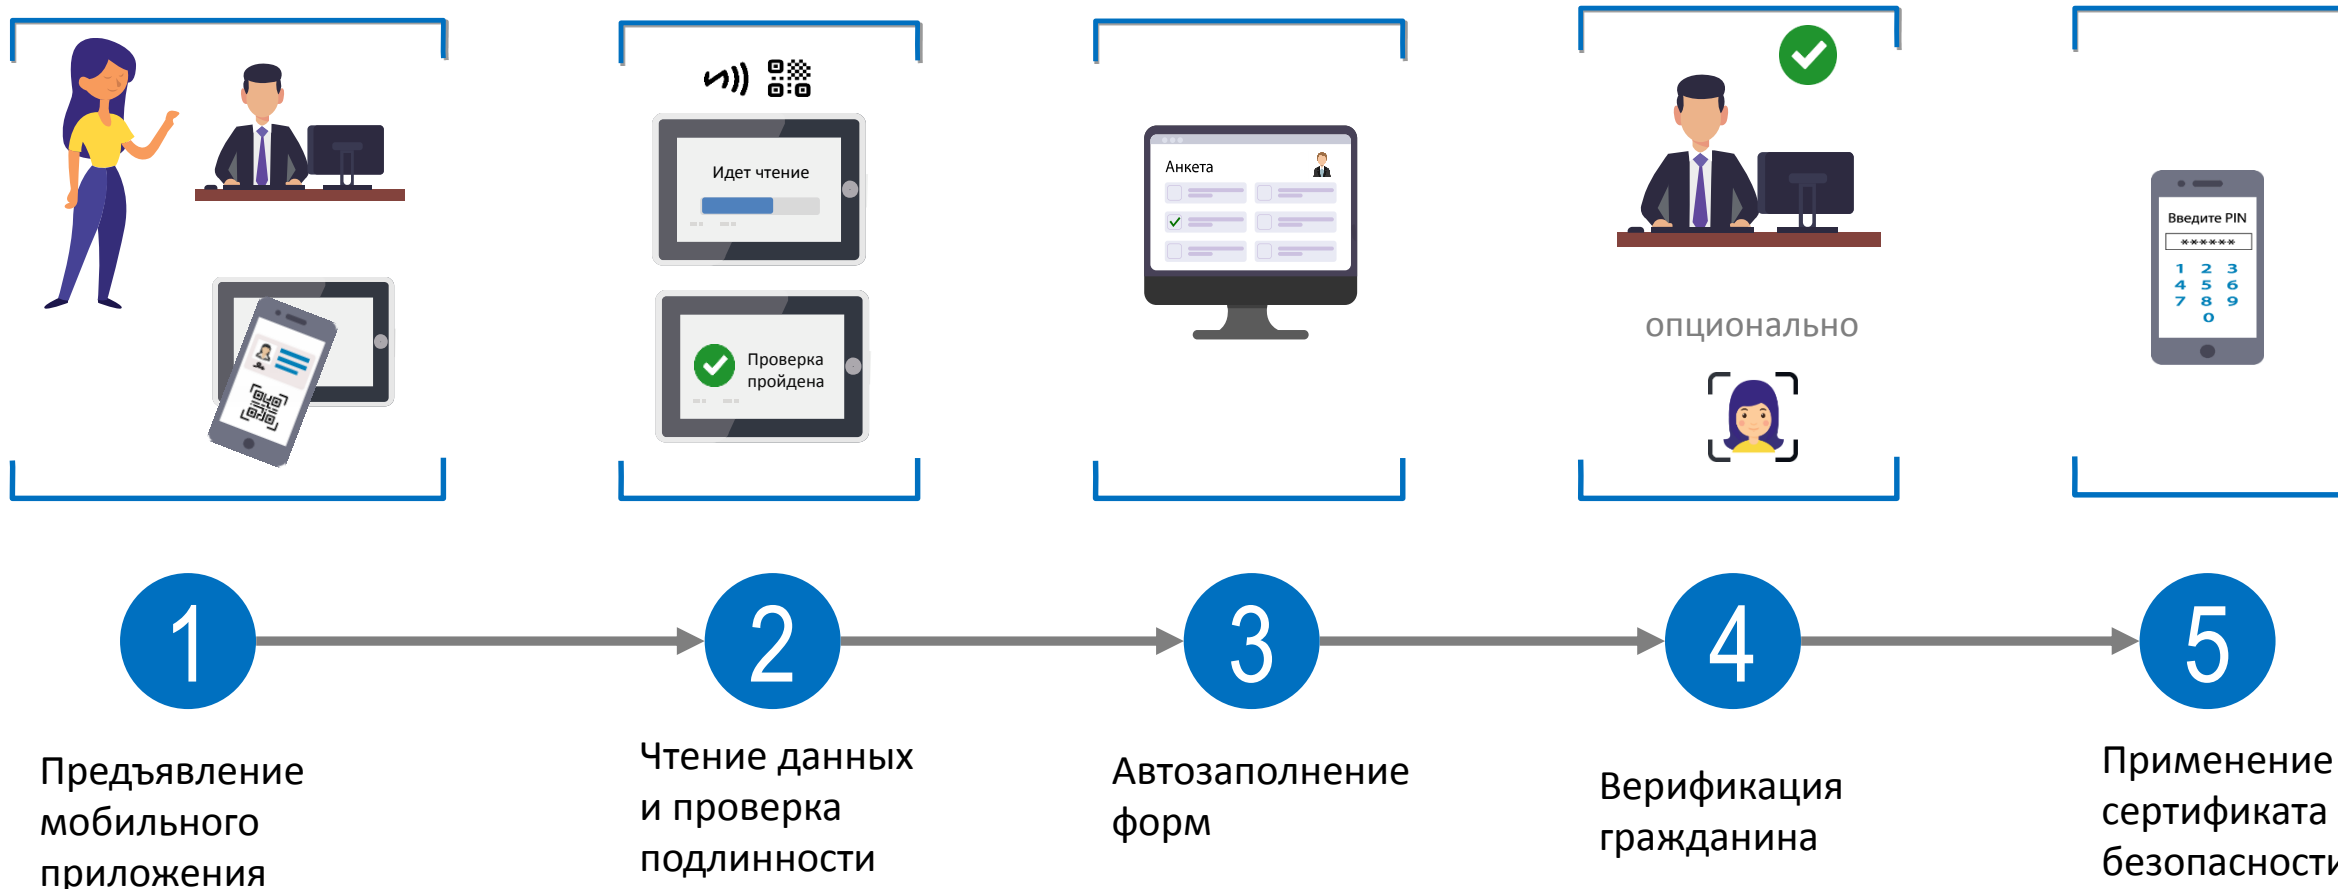 Идет чтение
Проверка
пройдена
Анкета
опционально
Введите PIN
******
1 2 3
4 5 6
7 8 9
0
1
2
3
4
5
Предъявление
мобильного
приложения
Чтение данных
и проверка
подлинности
Автозаполнение
форм
Верификация
гражданина
Применение
сертификата
безопасности